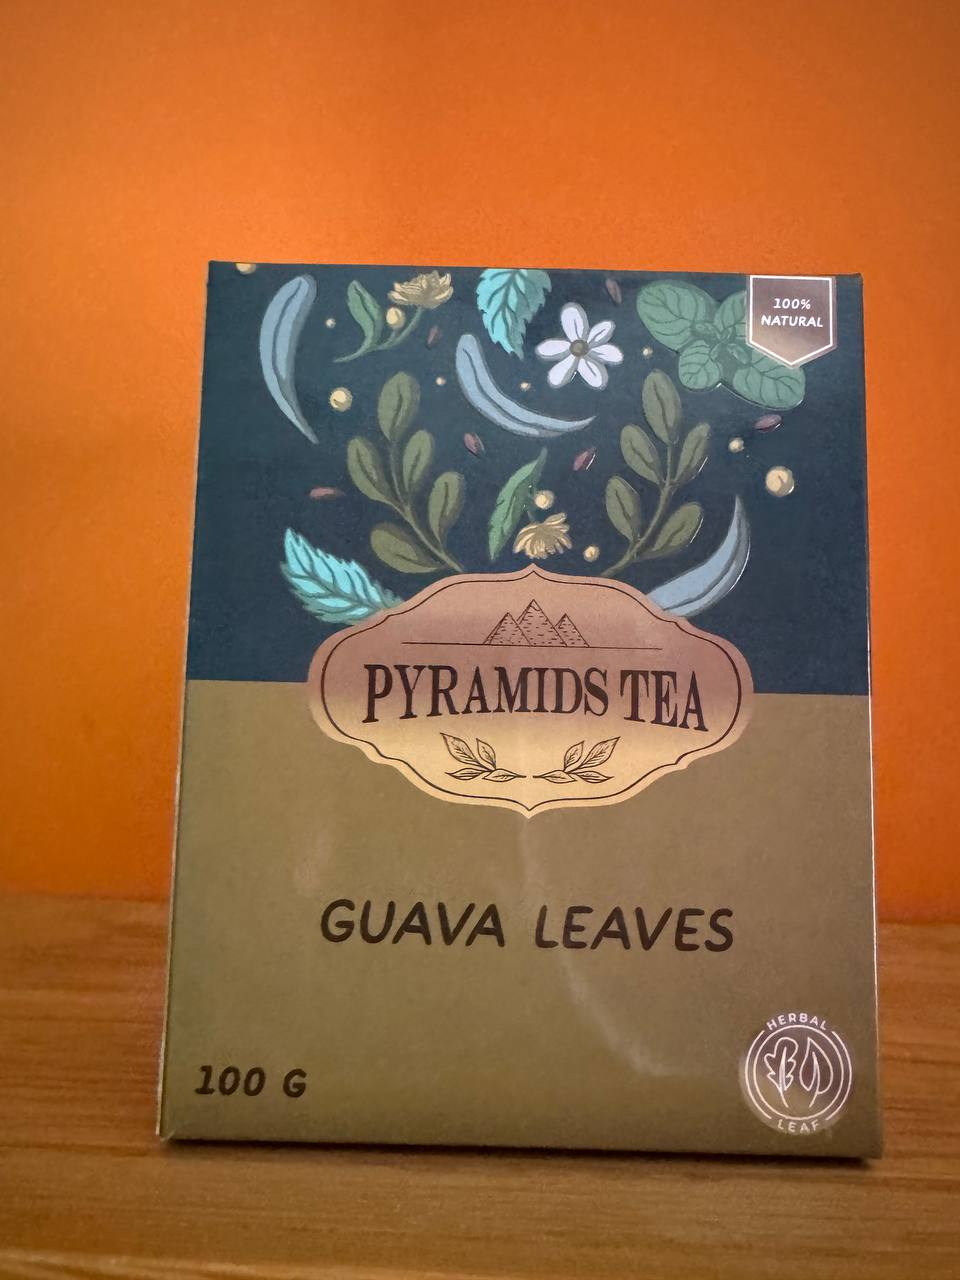 100%
NATURAL
PYRAMIDS TEA
GUAVA LEAVES
100 G
HERBAL
LEAF